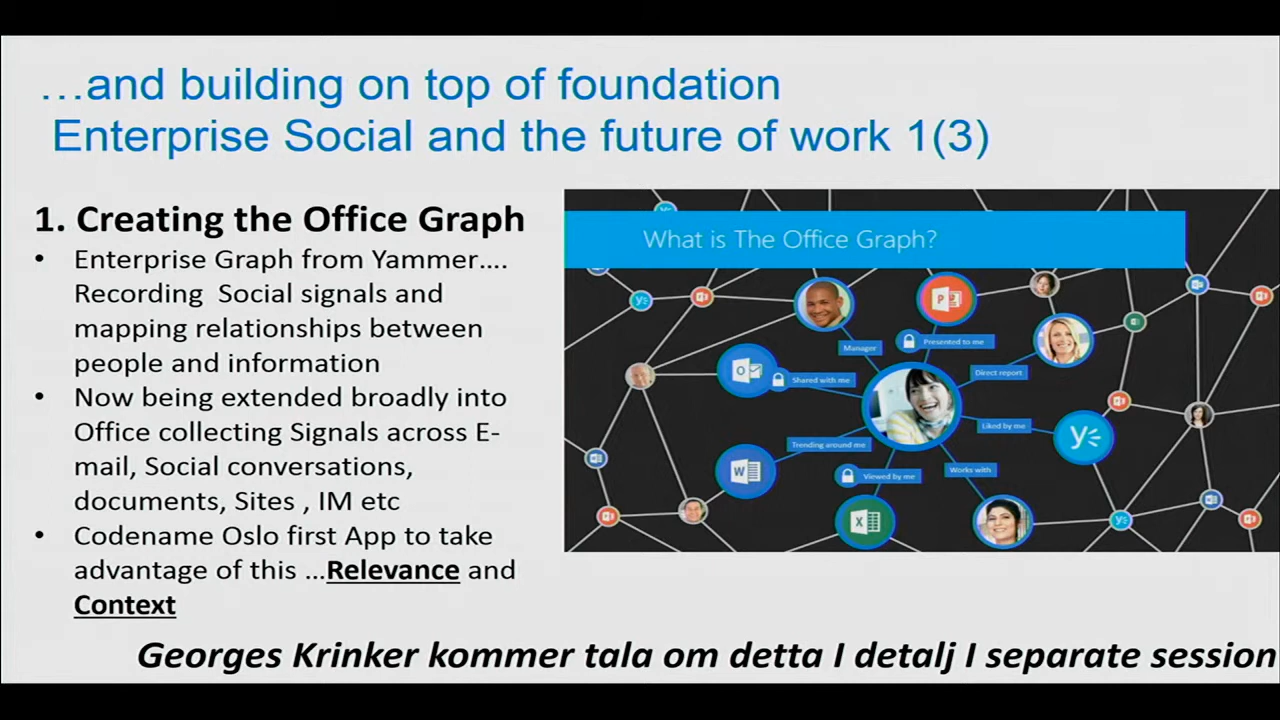 …and building on top of foundation
Enterprise Social and the future of work 1(3)
1. Creating the Office Graph
• Enterprise Graph from Yammer….
Recording Social signals and
mapping relationships between
people and information
• Now being extended broadly into
Office collecting Signals across E-
mail, Social conversations,
documents, Sites , IM etc
• Codename Oslo first App to take
advantage of this …Relevance and
Context
What is The Office Graph?
Manager
Presented to me
Shared with me
Direct report
Liked by me
Trending around me
Viewed by me
Works with
Georges Krinker kommer tala om detta I detalj I separate session